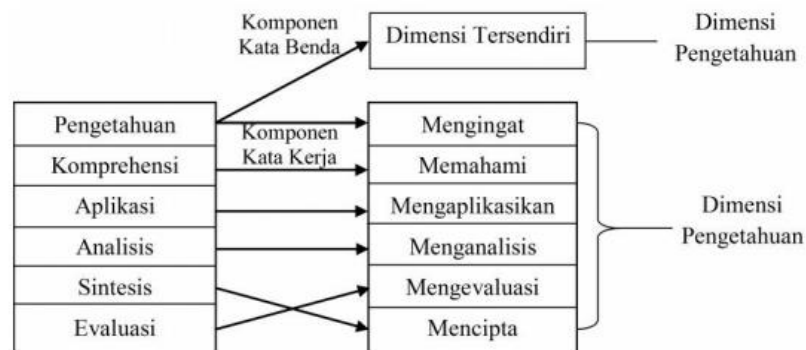 Komponen
Kata Benda
Dimensi Tersendiri
Dimensi
Pengetahuan
Pengetahuan
Komprehensi
Aplikasi
Analisis
Sintesis
Evaluasi
Komponen
Kata Kerja
Mengingat
Memahami
Mengaplikasikan
Menganalisis
Mengevaluasi
Mencipta
Dimensi
Pengetahuan